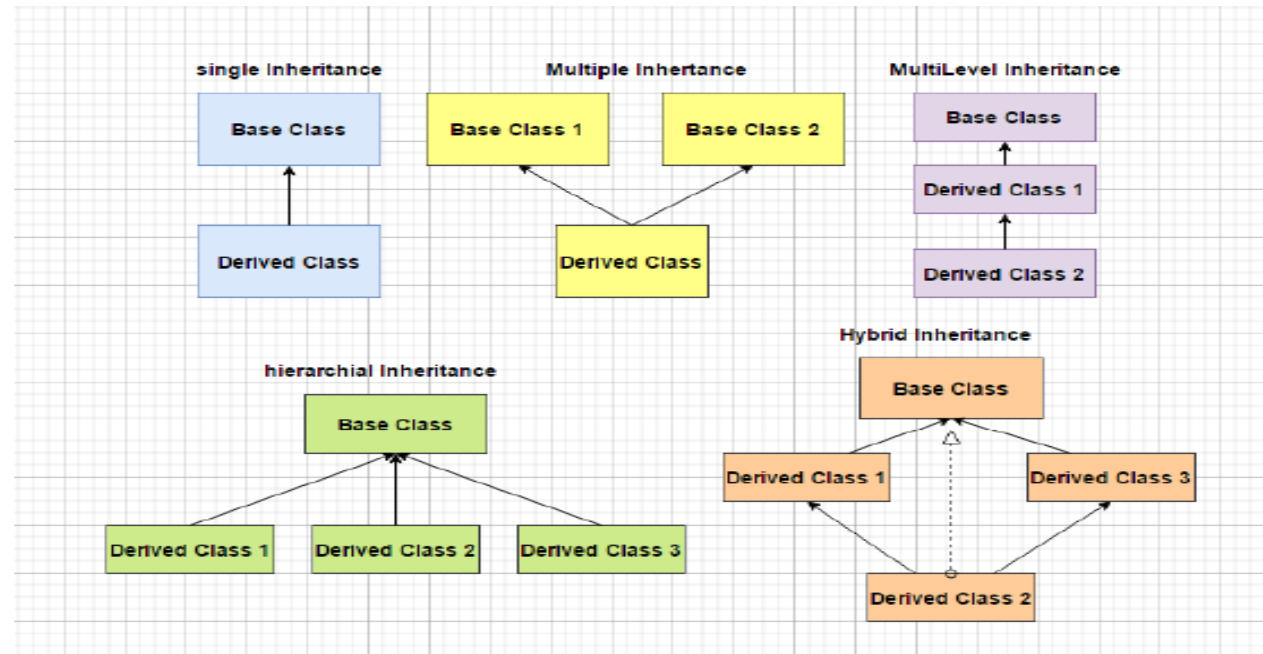 single Inheritance
Multiple Inhertance
MultiLevel Inheritance
Base Class
Base Class 1
Base Class 2
Base Class
Derived Class 1
Derived Class
Derived Class
Derived Class 2
Hybrid Inheritance
hierarchial Inheritance
Base Class
Base Class
Derived Class 1
Derived Class 3
Derived Class 1
Derived Class 2
Derived Class 3
Derived Class 2